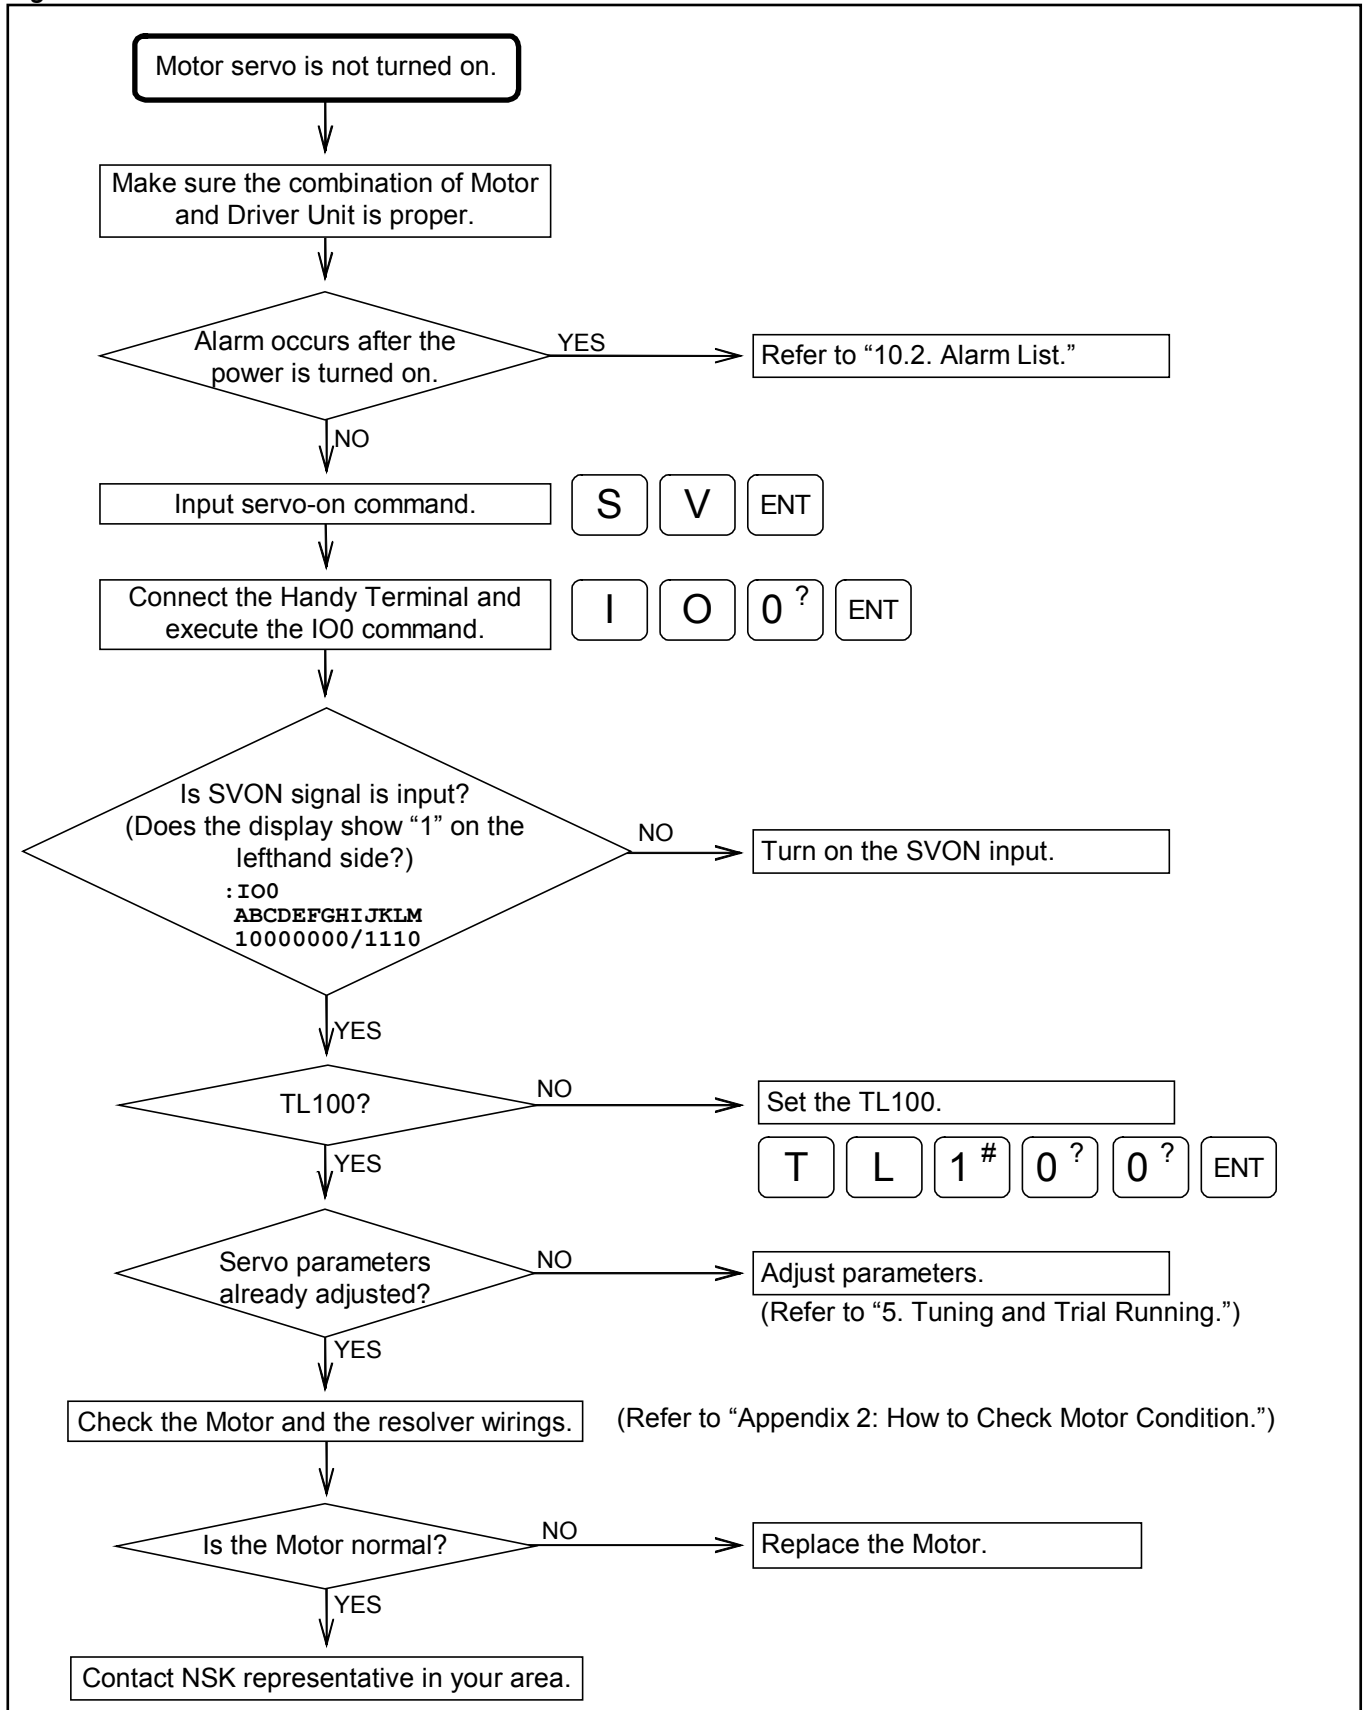 Motor servo is not turned on.
Make sure the combination of Motor
and Driver Unit is proper.
Alarm occurs after the
power is turned on.
YES
Refer to “10.2. Alarm List.”
NO
Input servo-on command.
S V ENT
Connect the Handy Terminal and
execute the IO0 command.
I O 0 ? ENT
Is SVON signal is input?
(Does the display show “1” on the
lefthand side?)
:IO0
ABCDEFGHIJKLM
10000000/1110
NO
Turn on the SVON input.
YES
TL100?
NO
Set the TL100.
T L 1 # 0 ? 0 ? ENT
YES
Servo parameters
already adjusted?
NO
Adjust parameters.
(Refer to “5. Tuning and Trial Running.”)
YES
Check the Motor and the resolver wirings.
(Refer to “Appendix 2: How to Check Motor Condition.”)
Is the Motor normal?
NO
Replace the Motor.
YES
Contact NSK representative in your area.